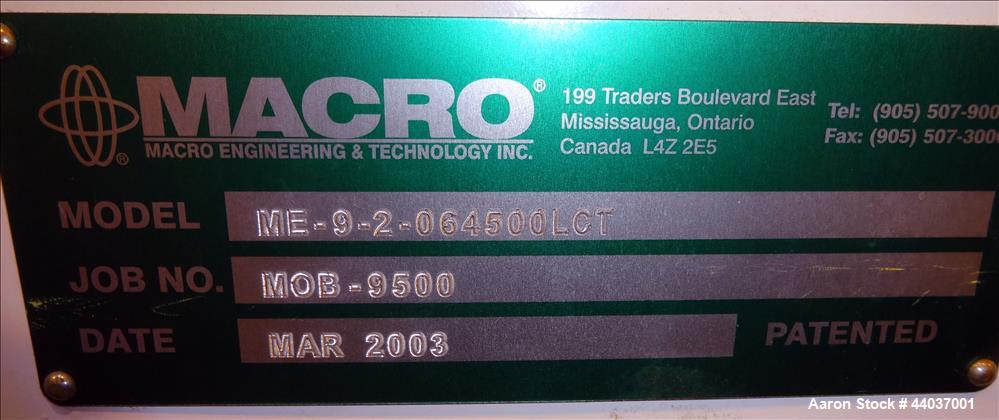 MACRO®
®
MACRO ENGINEERING & TECHNOLOGY INC.
199 Traders Boulevard East
Mississauga, Ontario
Canada L4Z 2E5
Tel: (905) 507-900
Fax: (905) 507-3000
MODEL ME-9-2-064500LCT
JOB NO. MOB-9500
DATE MAR 2003
PATENTED
Aaron Stock # 44037001